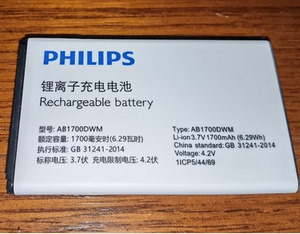 PHILIPS
锂离子充电电池
Rechargeable battery
型号: AB1700DWM
额定容量: 1700毫安时(6.29瓦时)
执行标准: GB 31241-2014
标称电压: 3.7伏 充电限制电压: 4.2伏
Type: AB1700DWM
Li-ion 3.7V 1700mAh (6.29Wh)
China standard: GB 31241-2014
Voltage: 4.2V
1ICP5/44/69